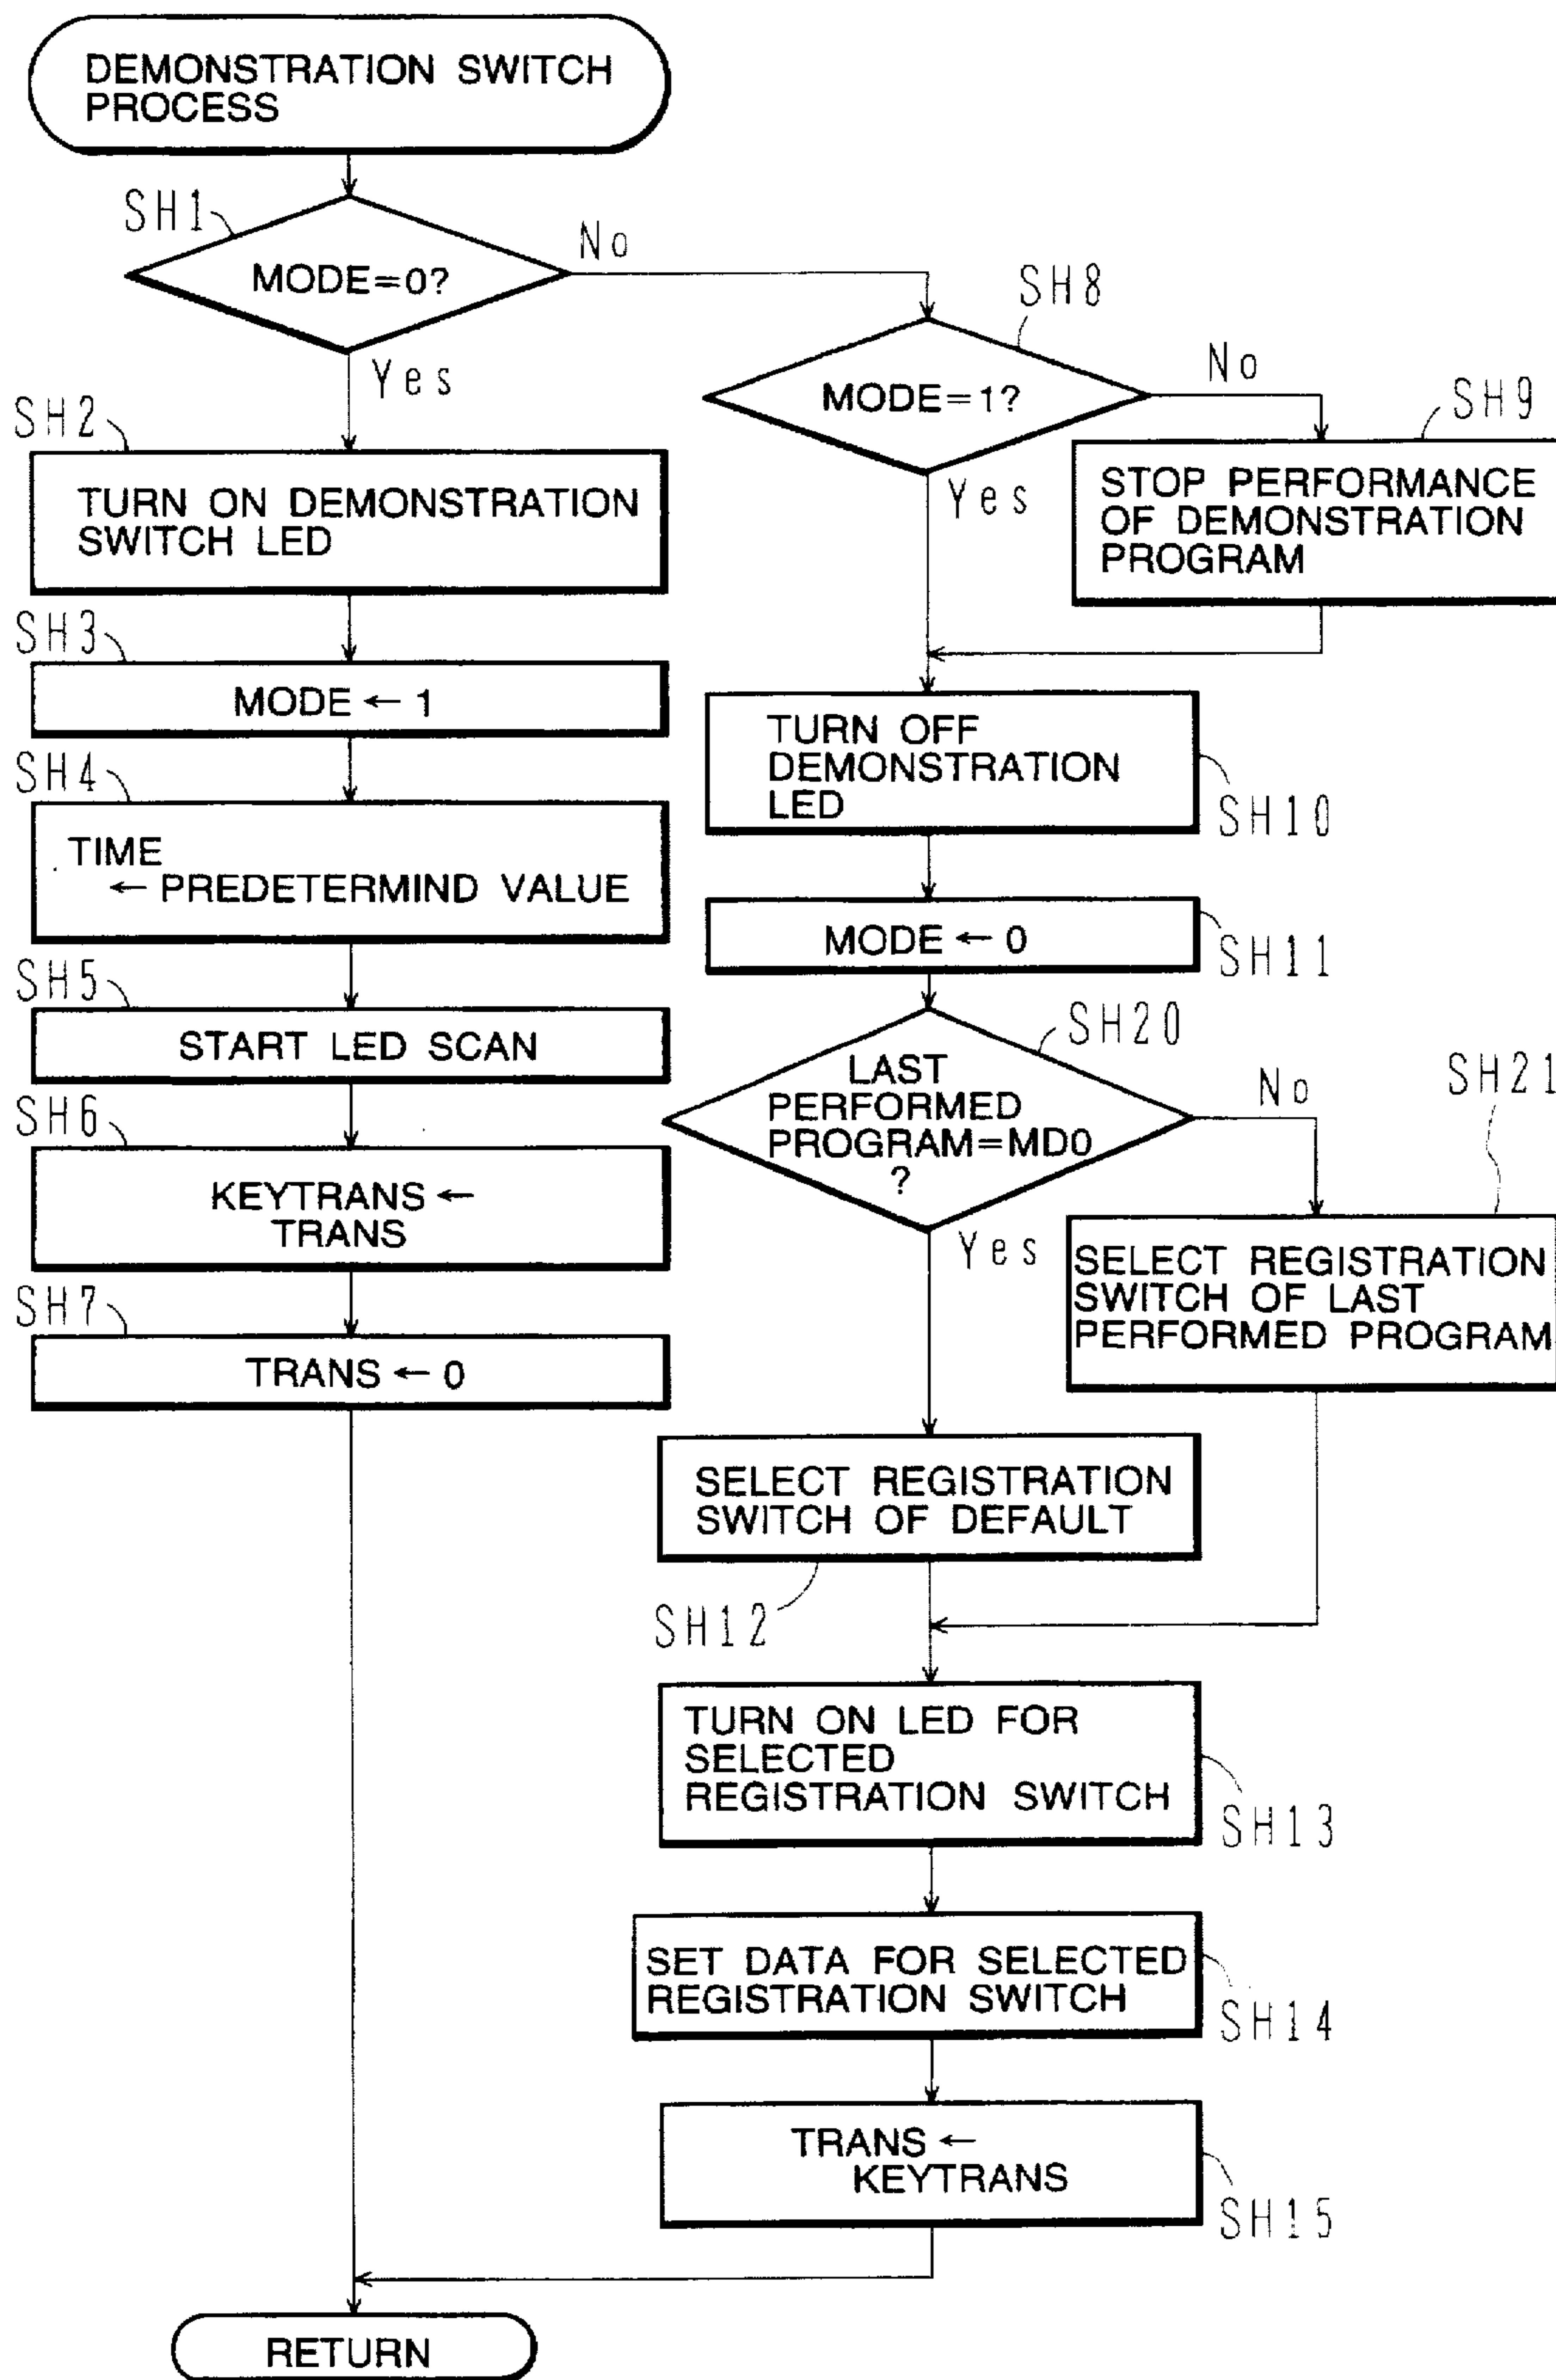 DEMONSTRATION SWITCH
PROCESS
SH1
MODE=0?
No
Yes
SH2
TURN ON DEMONSTRATION
SWITCH LED
SH3
MODE ← 1
SH4
TIME
← PREDETERMIND VALUE
SH5
START LED SCAN
SH6
KEYTRANS ←
TRANS
SH7
TRANS ← 0
SH8
MODE=1?
No
Yes
SH9
STOP PERFORMANCE
OF DEMONSTRATION
PROGRAM
TURN OFF
DEMONSTRATION
LED
SH10
MODE ← 0
SH11
SH20
LAST
PERFORMED
PROGRAM=MD0
?
No
Yes
SH21
SELECT REGISTRATION
SWITCH OF LAST
PERFORMED PROGRAM
SELECT REGISTRATION
SWITCH OF DEFAULT
SH12
TURN ON LED FOR
SELECTED
REGISTRATION SWITCH
SH13
SET DATA FOR SELECTED
REGISTRATION SWITCH
SH14
TRANS ←
KEYTRANS
SH15
RETURN